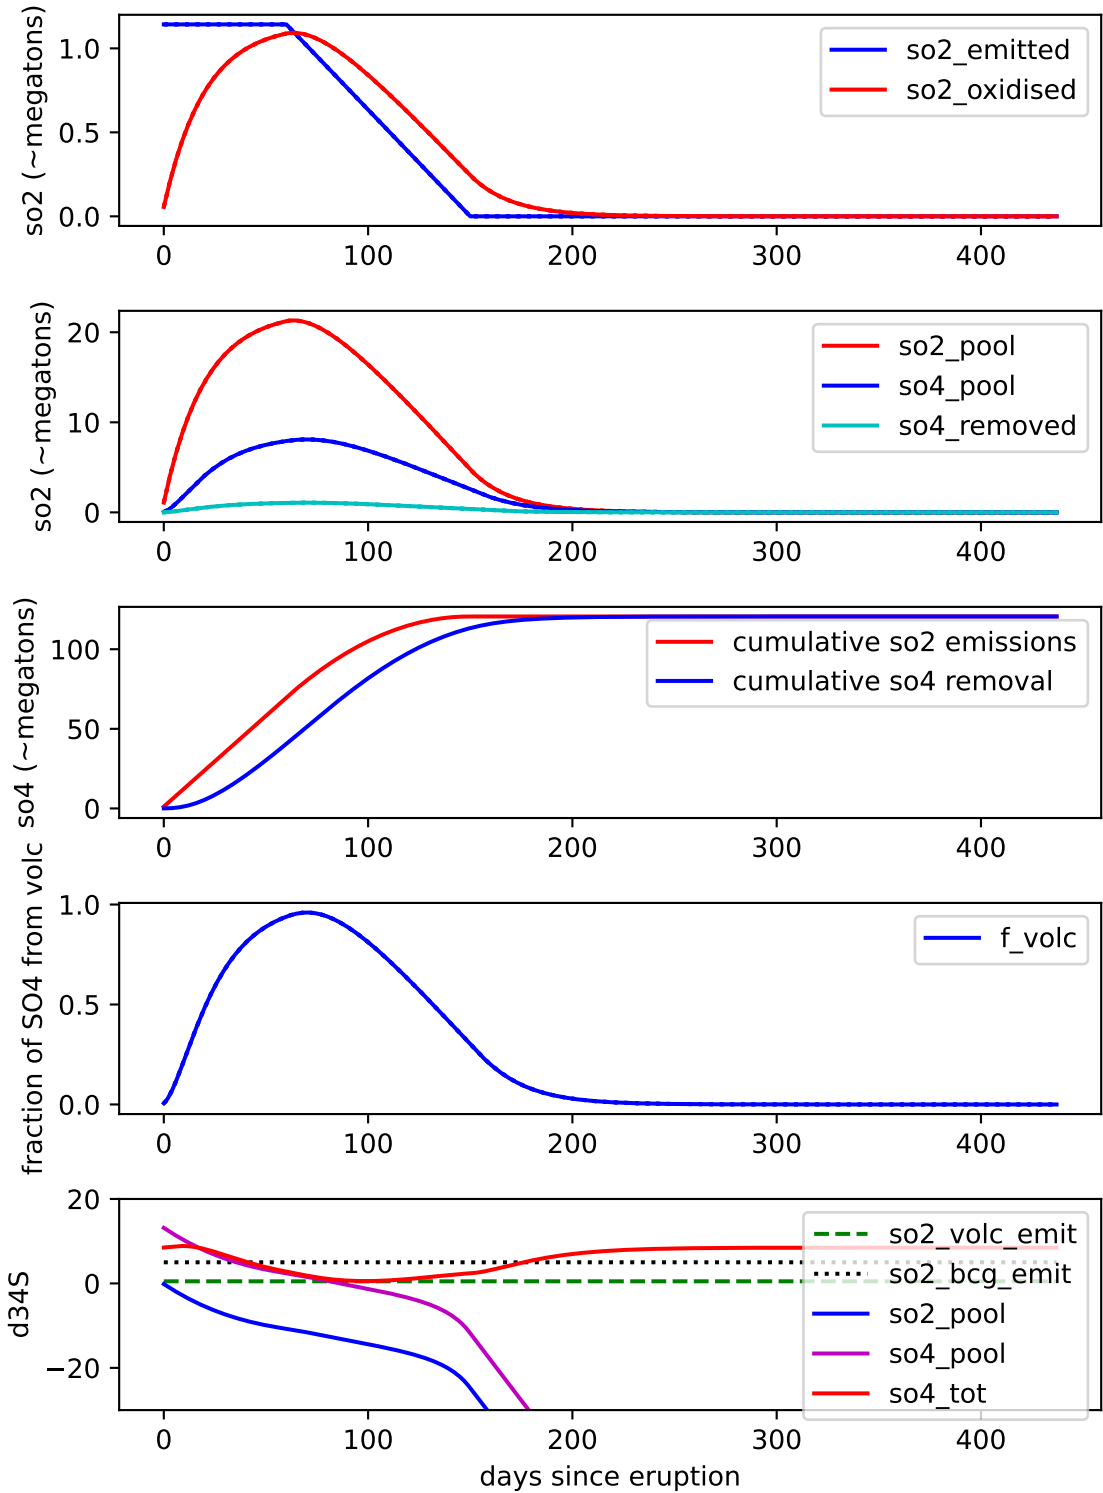 so2 (~megatons)
1.0
0.5
0.0
so2_emitted
so2_oxidised
0 100 200 300 400
so2 (~megatons)
20
10
0
so2_pool
so4_pool
so4_removed
0 100 200 300 400
so4 (~megatons)
100
50
0
cumulative so2 emissions
cumulative so4 removal
0 100 200 300 400
fraction of SO4 from volc
1.0
0.5
0.0
f_volc
0 100 200 300 400
d34S
20
0
−20
so2_volc_emit
so2_bcg_emit
so2_pool
so4_pool
so4_tot
0 100 200 300 400
days since eruption